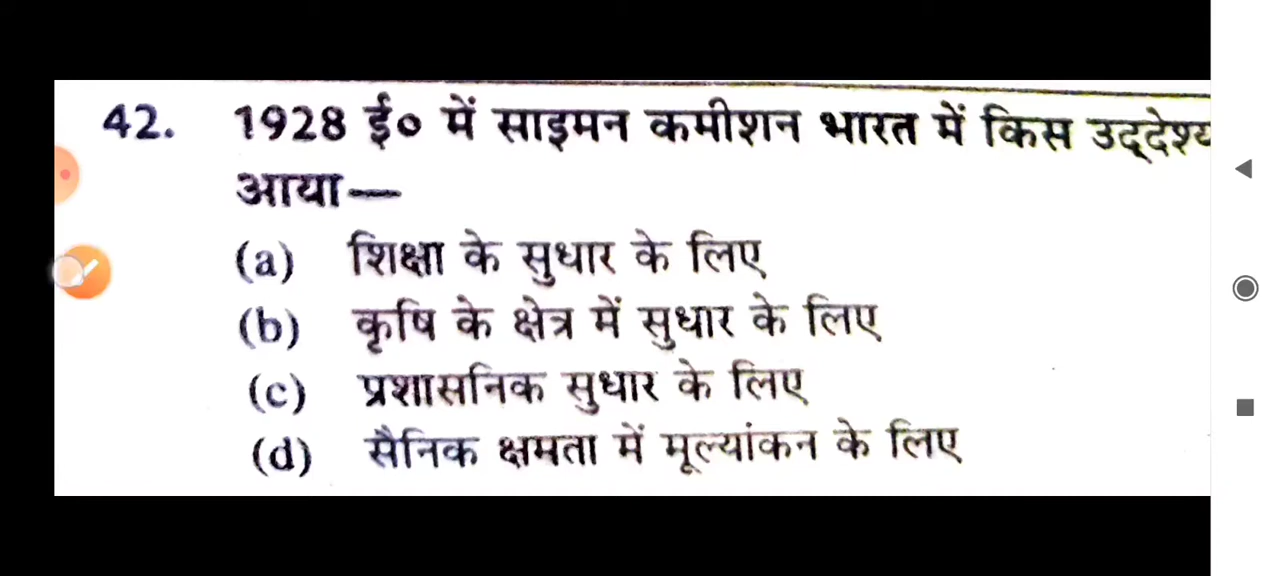 42. 1928 ई० में साइमन कमीशन भारत में किस उद्देश्य
आया—
(a) शिक्षा के सुधार के लिए
(b) कृषि के क्षेत्र में सुधार के लिए
(c) प्रशासनिक सुधार के लिए
(d) सैनिक क्षमता में मूल्यांकन के लिए